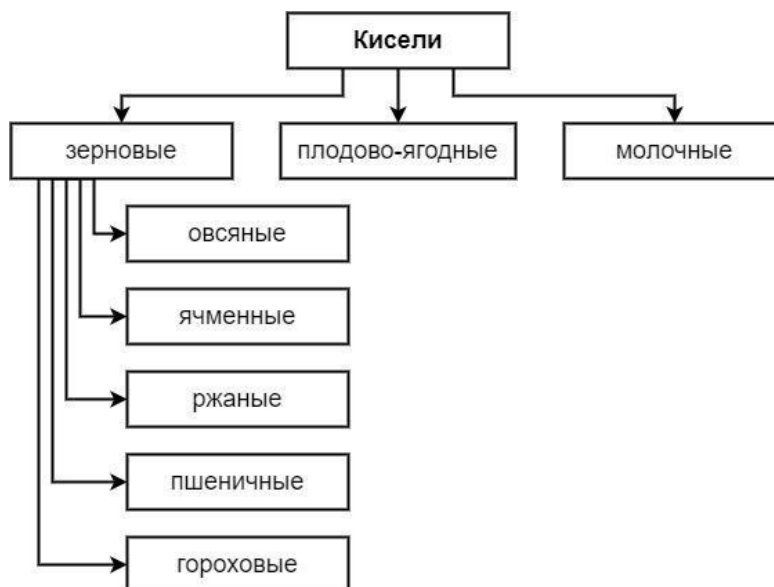 Кисели
зерновые
плодово-ягодные
молочные
овсяные
ячменные
ржаные
пшеничные
гороховые